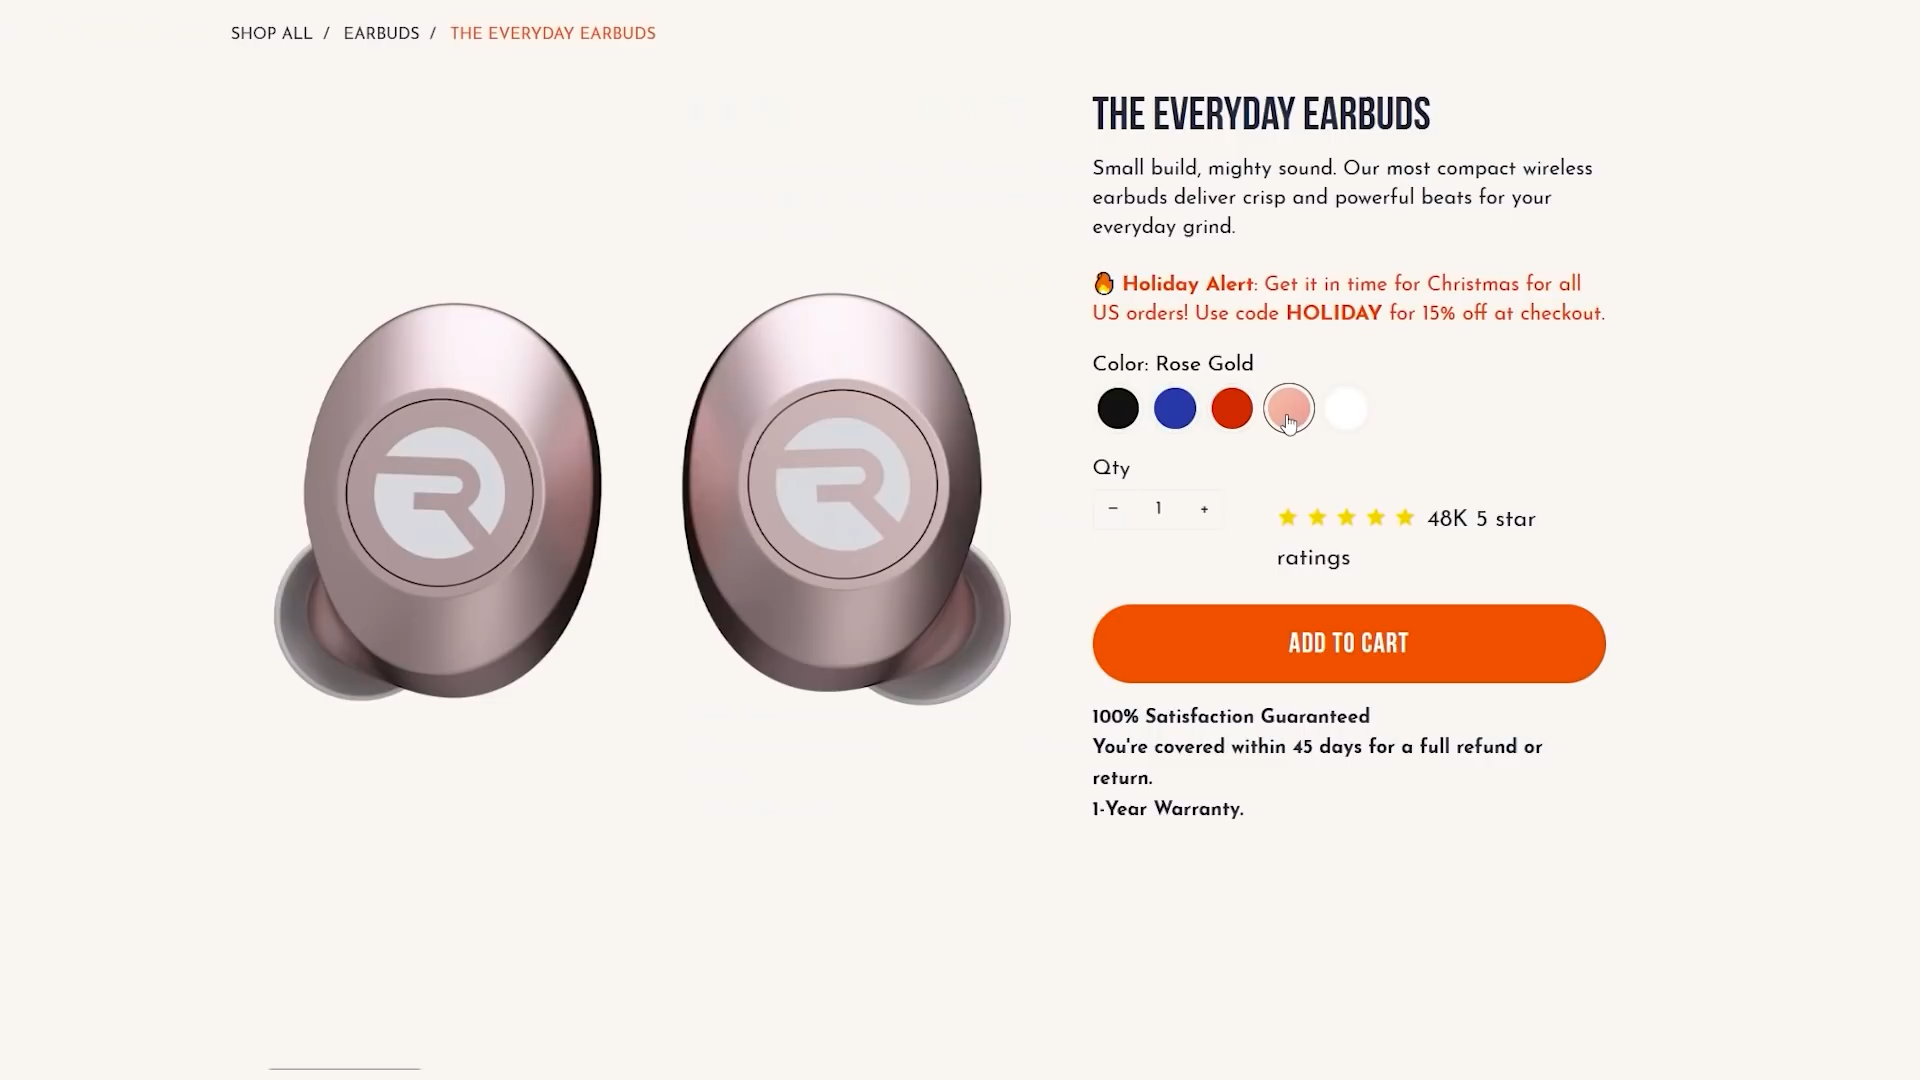 SHOP ALL / EARBUDS / THE EVERYDAY EARBUDS
THE EVERYDAY EARBUDS
Small build, mighty sound. Our most compact wireless
earbuds deliver crisp and powerful beats for your
everyday grind.
🔥 Holiday Alert: Get it in time for Christmas for all
US orders! Use code HOLIDAY for 15% off at checkout.
Color: Rose Gold
Qty
− 1 +
★★★★★ 48K 5 star
ratings
ADD TO CART
100% Satisfaction Guaranteed
You're covered within 45 days for a full refund or
return.
1-Year Warranty.